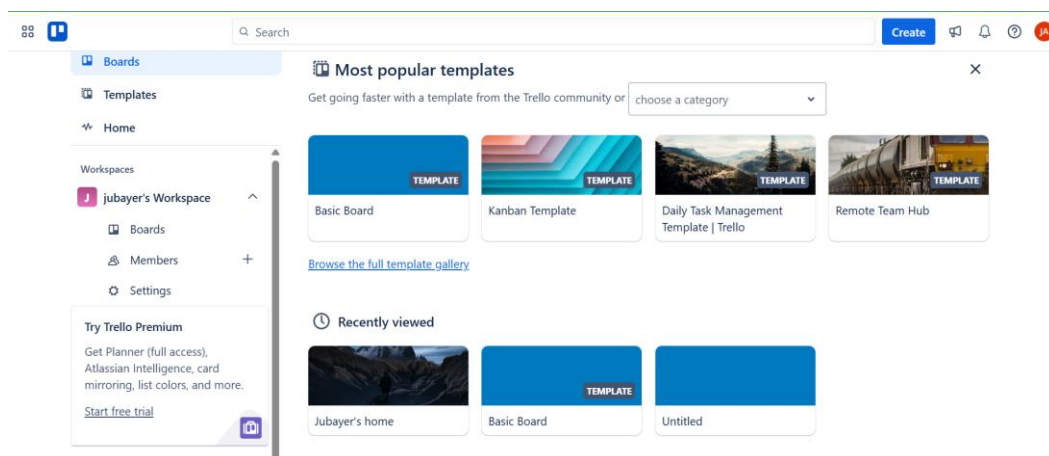 Search
Create
JA
Boards
Templates
Home
Workspaces
J jubayer's Workspace
Boards
Members
Settings
Try Trello Premium
Get Planner (full access),
Atlassian Intelligence, card
mirroring, list colors, and more.
Start free trial
Most popular templates
Get going faster with a template from the Trello community or choose a category
TEMPLATE
Basic Board
TEMPLATE
Kanban Template
TEMPLATE
Daily Task Management
Template | Trello
TEMPLATE
Remote Team Hub
Browse the full template gallery
Recently viewed
Jubayer's home
TEMPLATE
Basic Board
Untitled